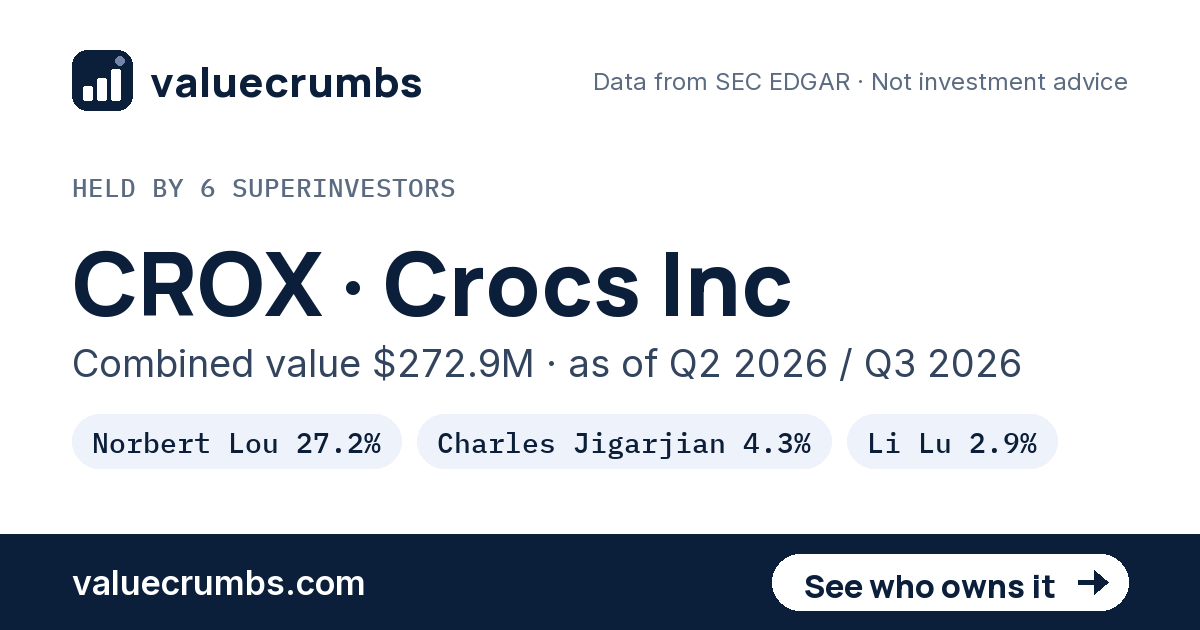 valuecrumbs
Data from SEC EDGAR · Not investment advice
HELD BY 6 SUPERINVESTORS
CROX · Crocs Inc
Combined value $272.9M · as of Q2 2026 / Q3 2026
Norbert Lou 27.2% Charles Jigarjian 4.3% Li Lu 2.9%
valuecrumbs.com
See who owns it →